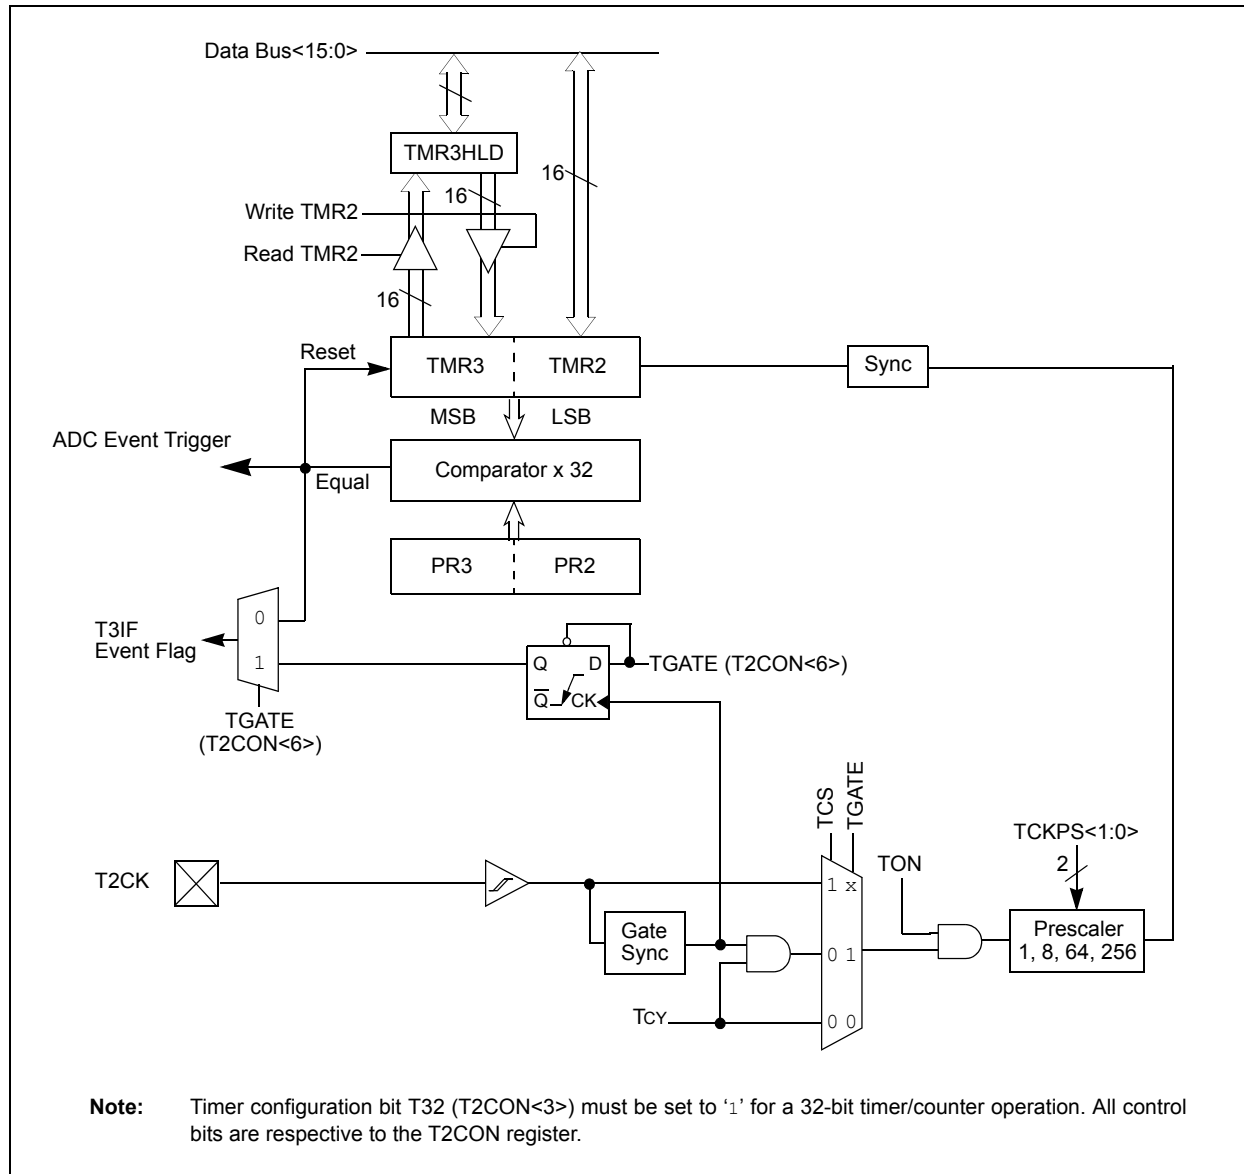 Data Bus<15:0>
TMR3HLD
16
16
Write TMR2
Read TMR2
16
Reset
TMR3
TMR2
Sync
MSB
LSB
ADC Event Trigger
Equal
Comparator x 32
PR3
PR2
0
T3IF
Event Flag
1
Q
D
TGATE (T2CON<6>)
Q
CK
TGATE
(T2CON<6>)
TCS
TGATE
TCKPS<1:0>
2
TON
T2CK
1 x
Gate
Sync
0 1
Prescaler
1, 8, 64, 256
TCY
0 0
Note: Timer configuration bit T32 (T2CON<3>) must be set to ‘1’ for a 32-bit timer/counter operation. All control
bits are respective to the T2CON register.